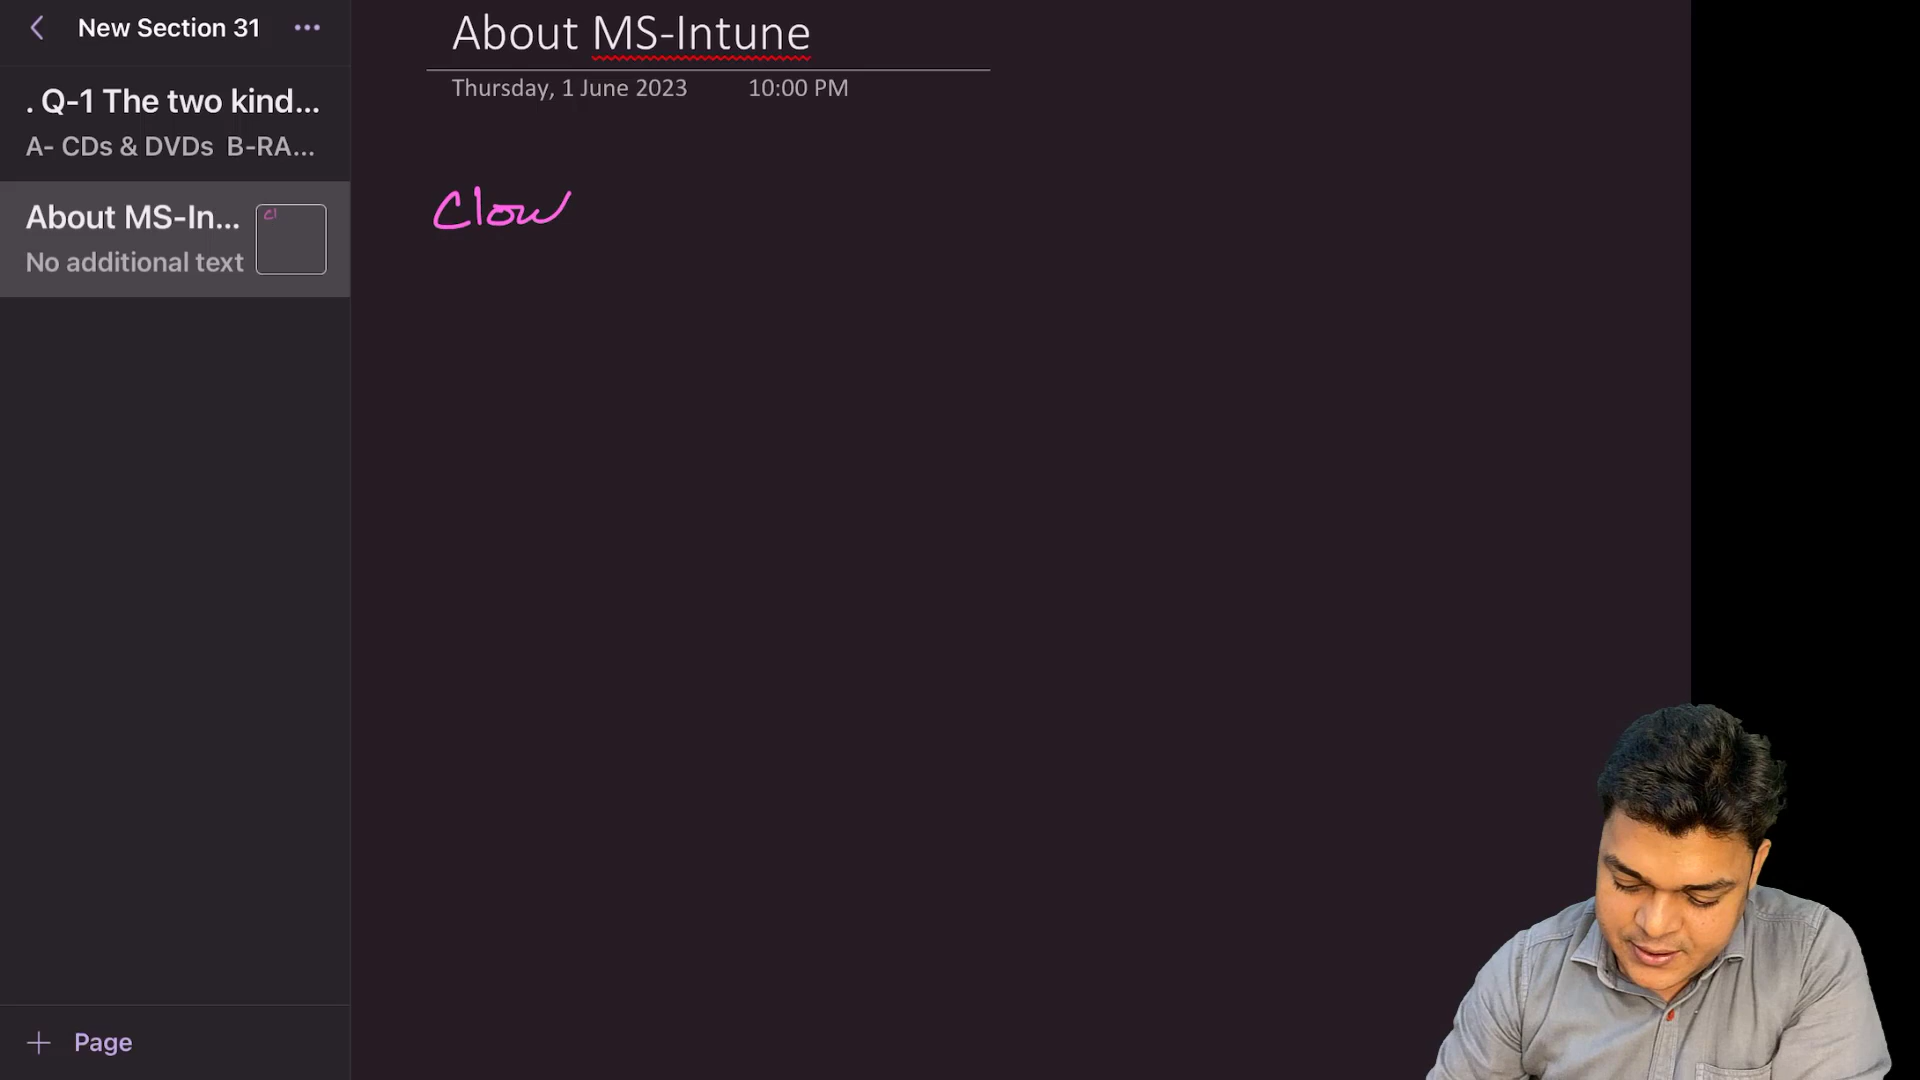 New Section 31
. Q-1 The two kind...
A- CDs & DVDs B-RA...
About MS-In...
No additional text
Page
About MS-Intune
Thursday, 1 June 2023 10:00 PM
Clou